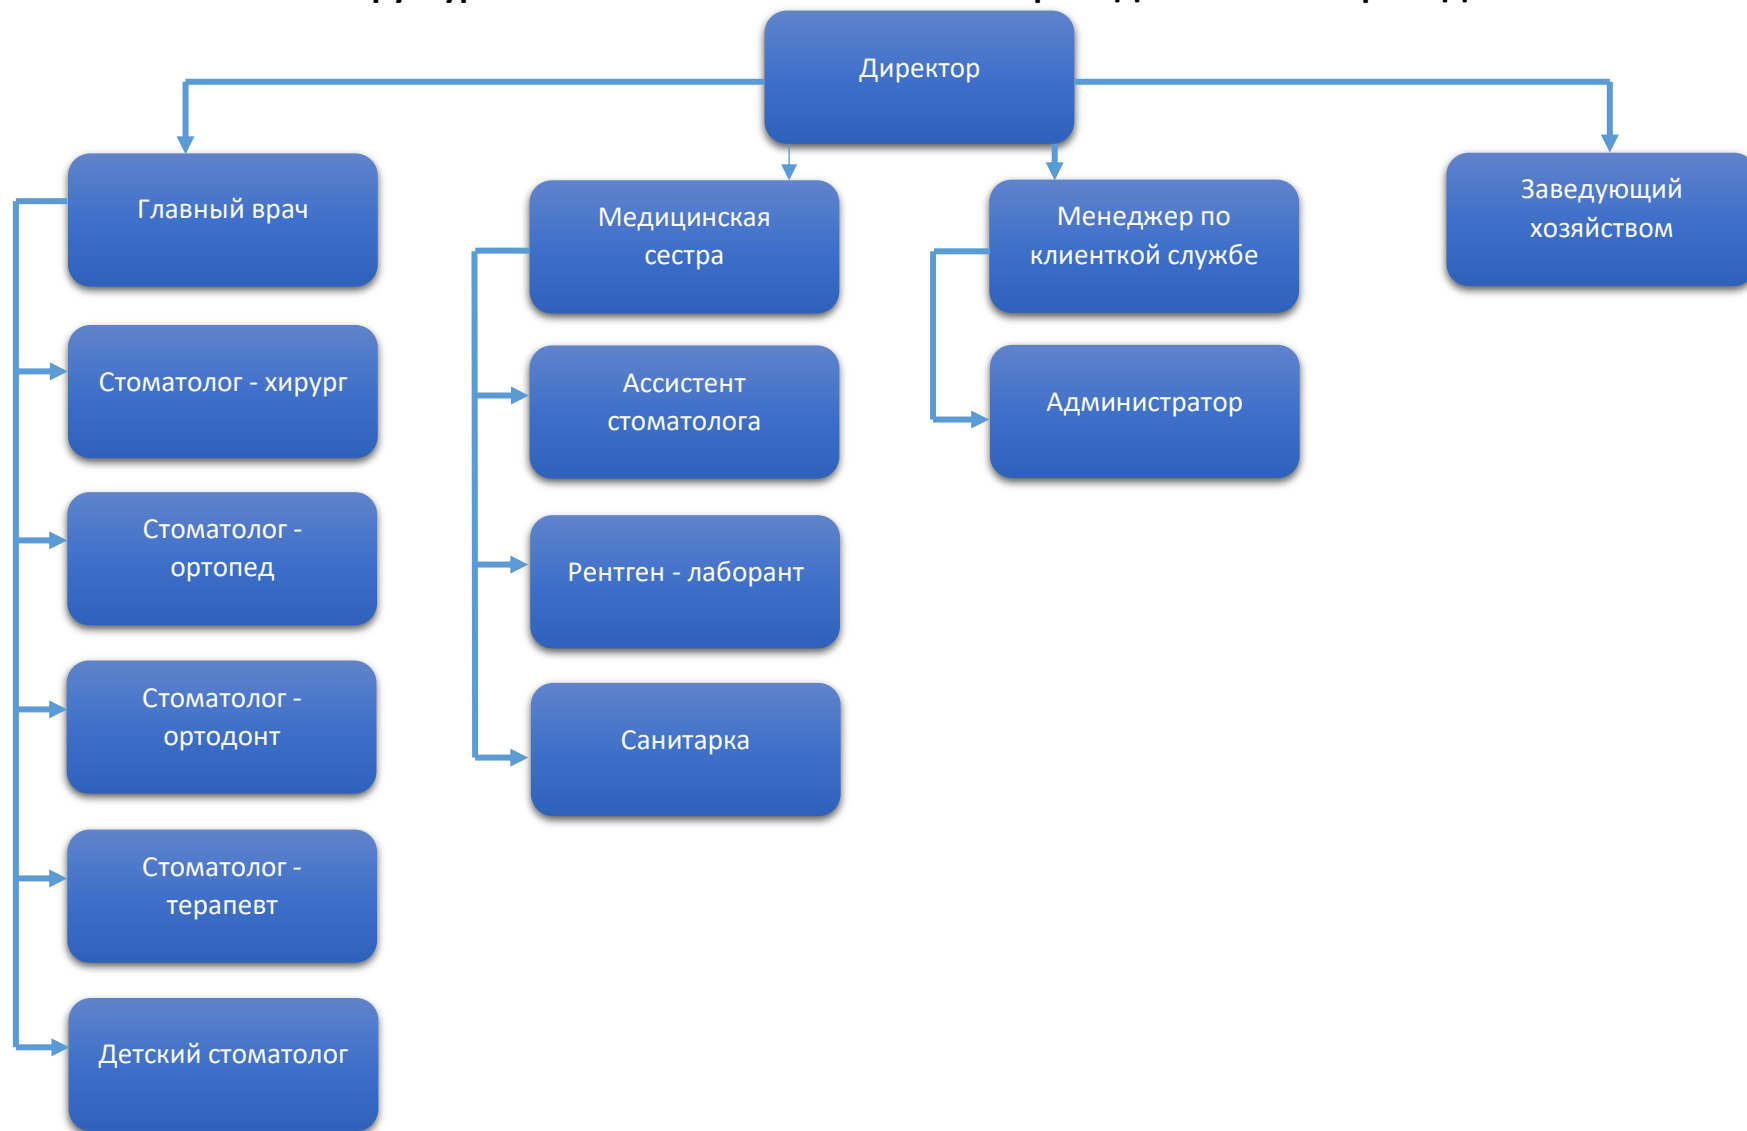 Директор
Главный врач
Медицинская
сестра
Менеджер по
клиенткой службе
Заведующий
хозяйством
Стоматолог - хирург
Ассистент
стоматолога
Администратор
Стоматолог -
ортопед
Рентген - лаборант
Стоматолог -
ортодонт
Санитарка
Стоматолог -
терапевт
Детский стоматолог